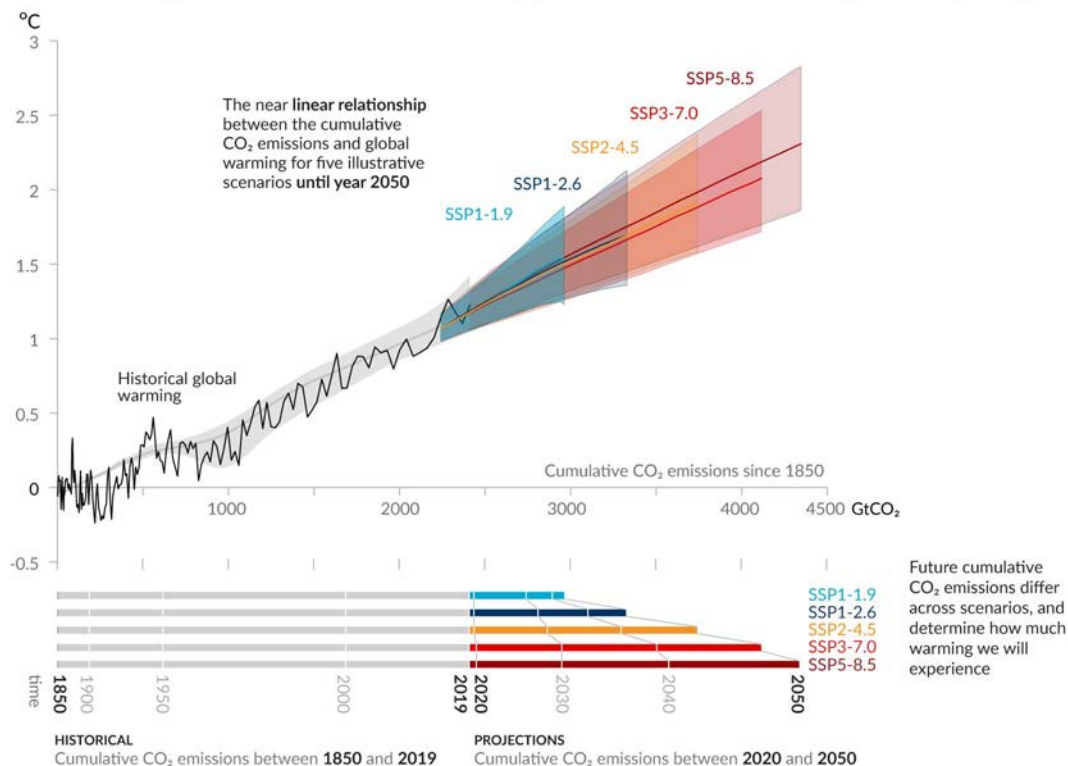 °C
3
2.5
2
1.5
1
0.5
0
-0.5
The near linear relationship
between the cumulative
CO₂ emissions and global
warming for five illustrative
scenarios until year 2050
SSP5-8.5
SSP3-7.0
SSP2-4.5
SSP1-2.6
SSP1-1.9
Historical global
warming
Cumulative CO₂ emissions since 1850
1000
2000
3000
4000
4500 GtCO₂
SSP1-1.9
SSP1-2.6
SSP2-4.5
SSP3-7.0
SSP5-8.5
Future cumulative
CO₂ emissions differ
across scenarios, and
determine how much
warming we will
experience
time
1850
1900
1950
2000
2019
2020
2030
2040
2050
HISTORICAL
Cumulative CO₂ emissions between 1850 and 2019
PROJECTIONS
Cumulative CO₂ emissions between 2020 and 2050